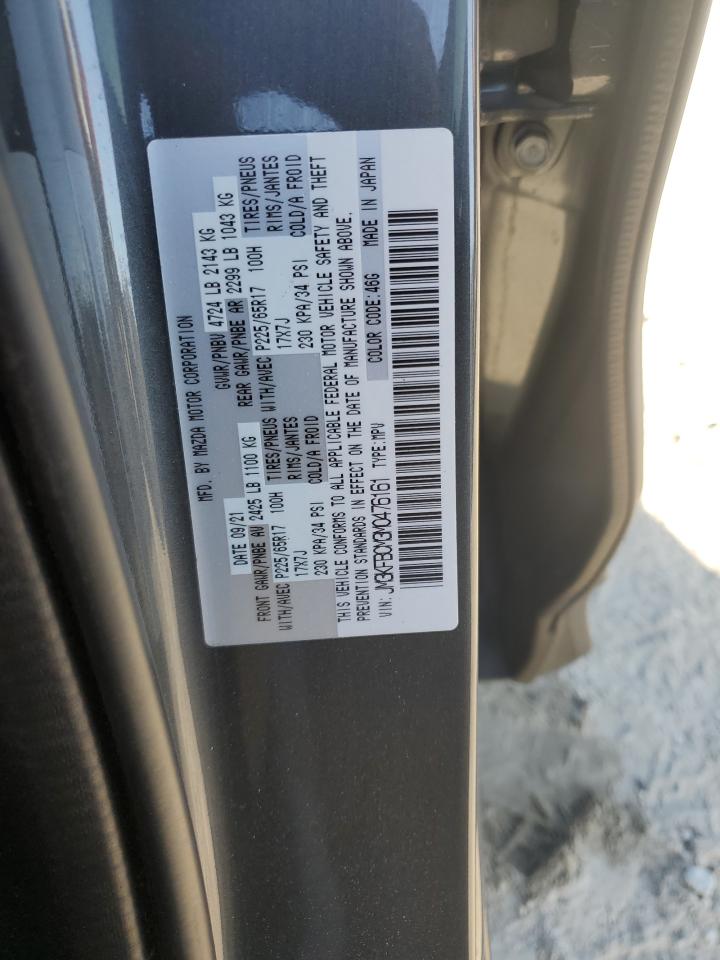 MFD. BY MAZDA MOTOR CORPORATION
DATE 09/21 GVWR/PNBV 4724 LB 2143 KG
FRONT GAWR/PNBE AV 2425 LB 1100 KG REAR GAWR/PNBE AR 2299 LB 1043 KG
WITH/AVEC P225/65R17 100H TIRES/PNEUS WITH/AVEC P225/65R17 100H TIRES/PNEUS
17X7J RIMS/JANTES 17X7J RIMS/JANTES
230 KPA/34 PSI COLD/A FROID 230 KPA/34 PSI COLD/A FROID
THIS VEHICLE CONFORMS TO ALL APPLICABLE FEDERAL MOTOR VEHICLE SAFETY AND THEFT
PREVENTION STANDARDS IN EFFECT ON THE DATE OF MANUFACTURE SHOWN ABOVE.
VIN: JM3KFBCM3M0476161 TYPE:MPV COLOR CODE:46G MADE IN JAPAN